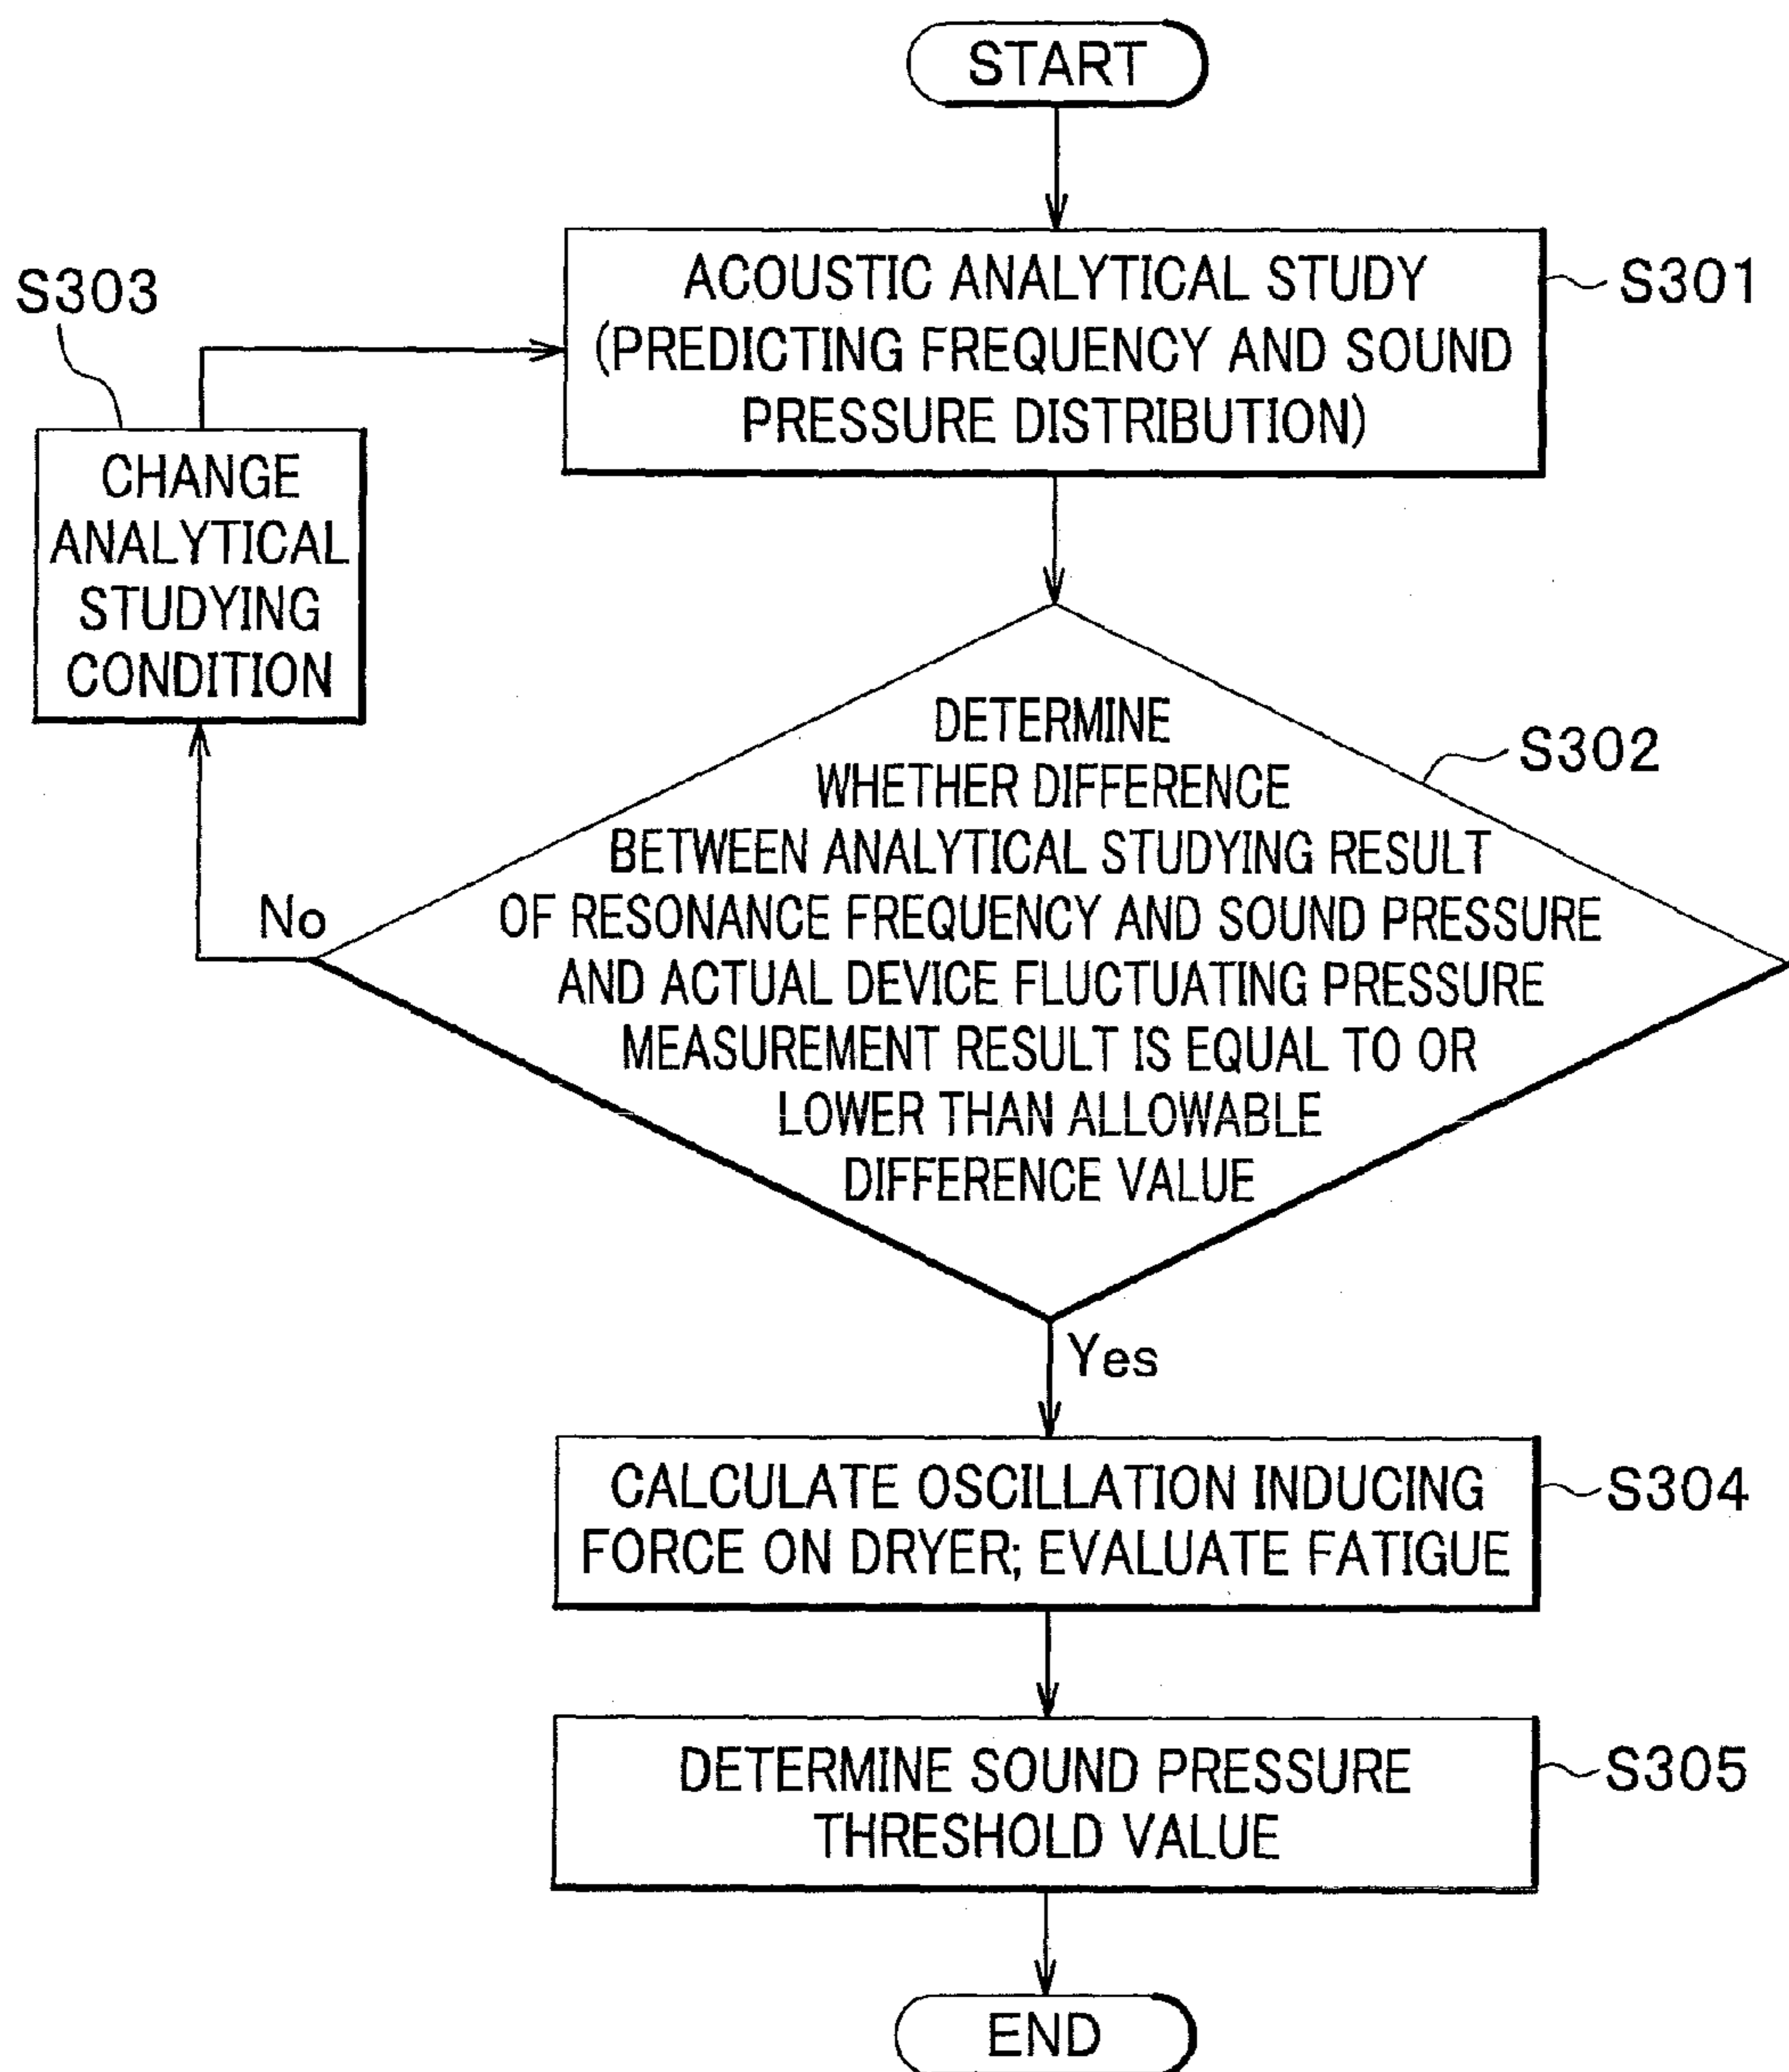 START
ACOUSTIC ANALYTICAL STUDY
(PREDICTING FREQUENCY AND SOUND
PRESSURE DISTRIBUTION)
S301
S303
CHANGE
ANALYTICAL
STUDYING
CONDITION
DETERMINE
WHETHER DIFFERENCE
BETWEEN ANALYTICAL STUDYING RESULT
OF RESONANCE FREQUENCY AND SOUND PRESSURE
AND ACTUAL DEVICE FLUCTUATING PRESSURE
MEASUREMENT RESULT IS EQUAL TO OR
LOWER THAN ALLOWABLE
DIFFERENCE VALUE
S302
No
Yes
CALCULATE OSCILLATION INDUCING
FORCE ON DRYER; EVALUATE FATIGUE
S304
DETERMINE SOUND PRESSURE
THRESHOLD VALUE
S305
END